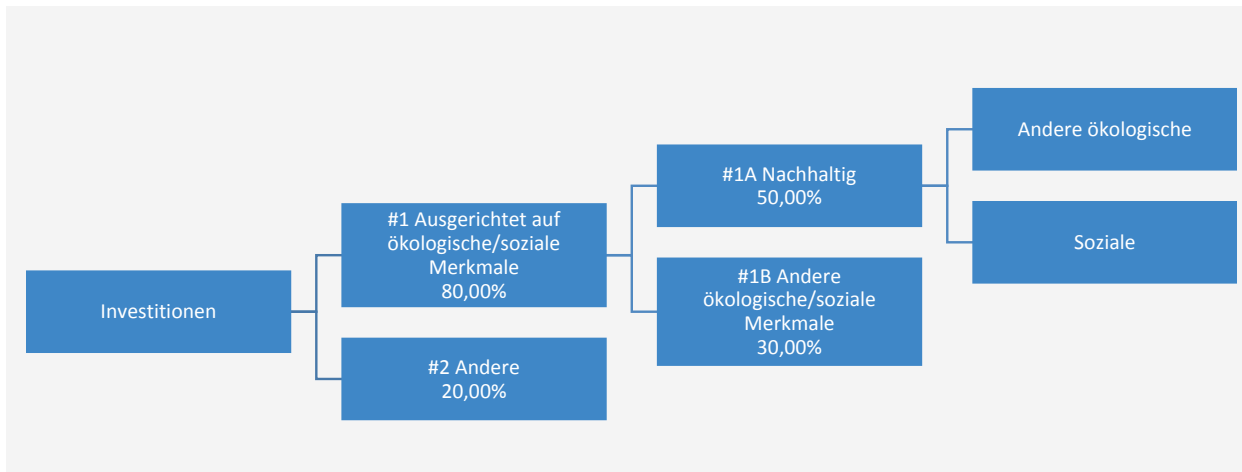 Investitionen
#1 Ausgerichtet auf
ökologische/soziale
Merkmale
80,00%
#2 Andere
20,00%
#1A Nachhaltig
50,00%
#1B Andere
ökologische/soziale
Merkmale
30,00%
Andere ökologische
Soziale